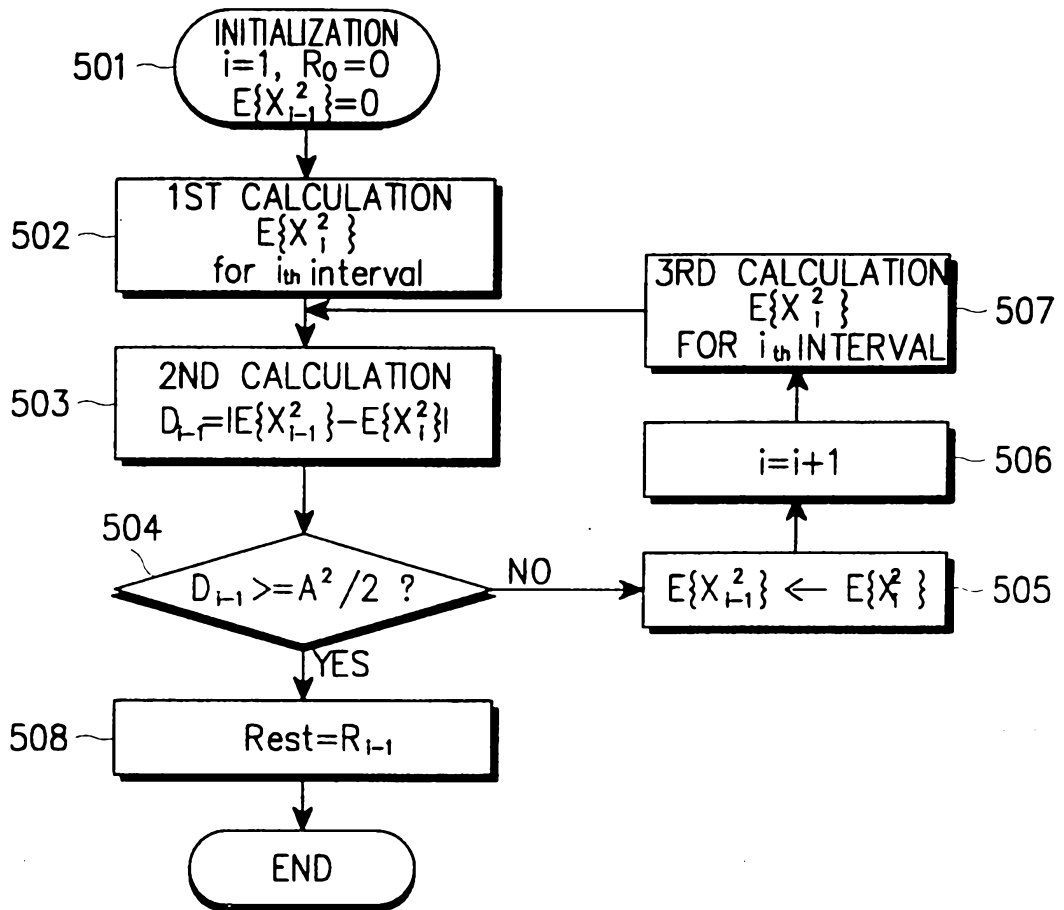 INITIALIZATION
i=1, R₀=0
E{X²ᵢ₋₁}=0
501
1ST CALCULATION
E{X²ᵢ}
for iₜₕ interval
502
2ND CALCULATION
Dᵢ₋₁=|E{X²ᵢ₋₁}−E{X²ᵢ}|
503
504
Dᵢ₋₁>=A²/2 ?
NO
YES
E{X²ᵢ₋₁} ← E{X²ᵢ}
505
i=i+1
506
3RD CALCULATION
E{X²ᵢ}
FOR iₜₕ INTERVAL
507
Rest=Rᵢ₋₁
508
END